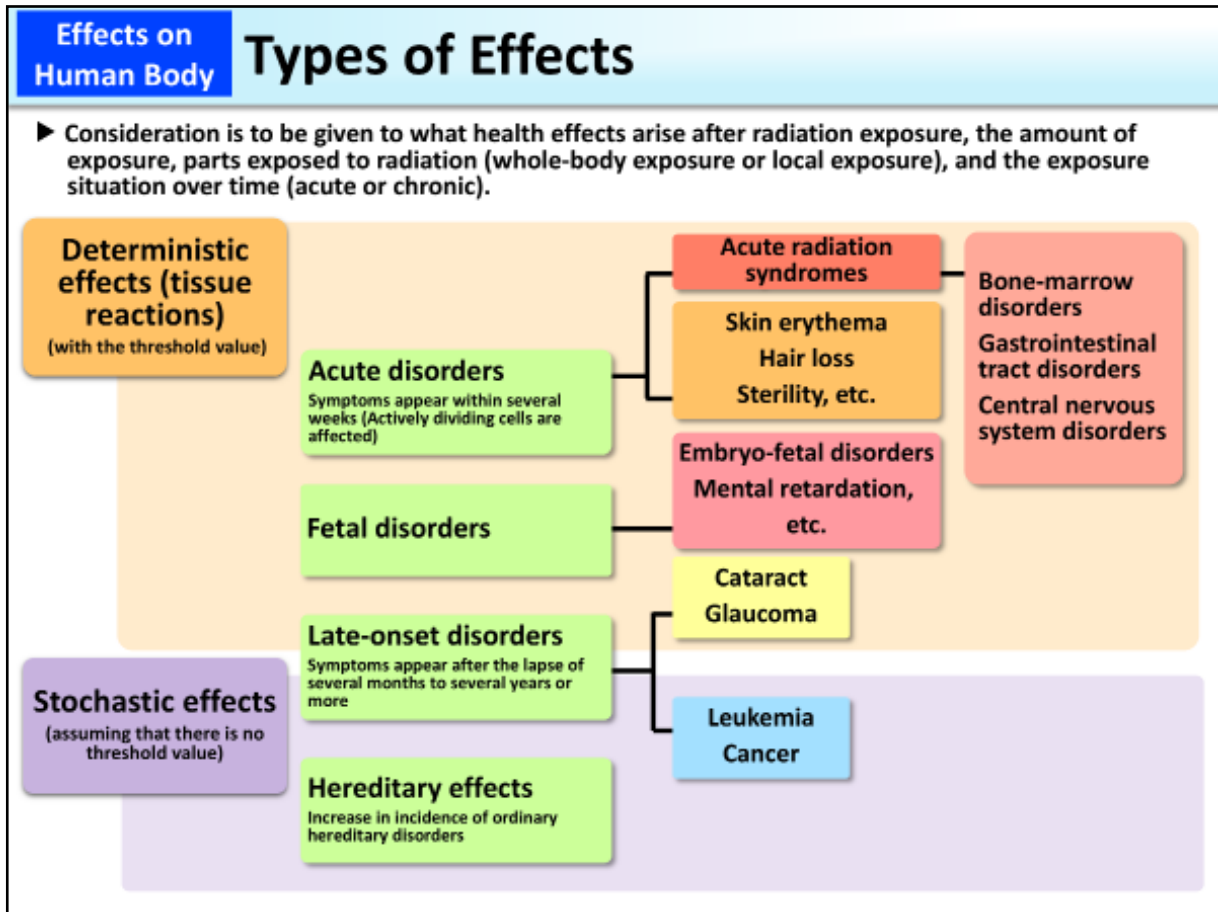 Effects on
Human Body
Types of Effects
▶ Consideration is to be given to what health effects arise after radiation exposure, the amount of
exposure, parts exposed to radiation (whole-body exposure or local exposure), and the exposure
situation over time (acute or chronic).
Deterministic
effects (tissue
reactions)
(with the threshold value)
Acute disorders
Symptoms appear within several
weeks (Actively dividing cells are
affected)
Acute radiation
syndromes
Skin erythema
Hair loss
Sterility, etc.
Bone-marrow
disorders
Gastrointestinal
tract disorders
Central nervous
system disorders
Fetal disorders
Embryo-fetal disorders
Mental retardation,
etc.
Late-onset disorders
Symptoms appear after the lapse of
several months to several years or
more
Cataract
Glaucoma
Stochastic effects
(assuming that there is no
threshold value)
Leukemia
Cancer
Hereditary effects
Increase in incidence of ordinary
hereditary disorders